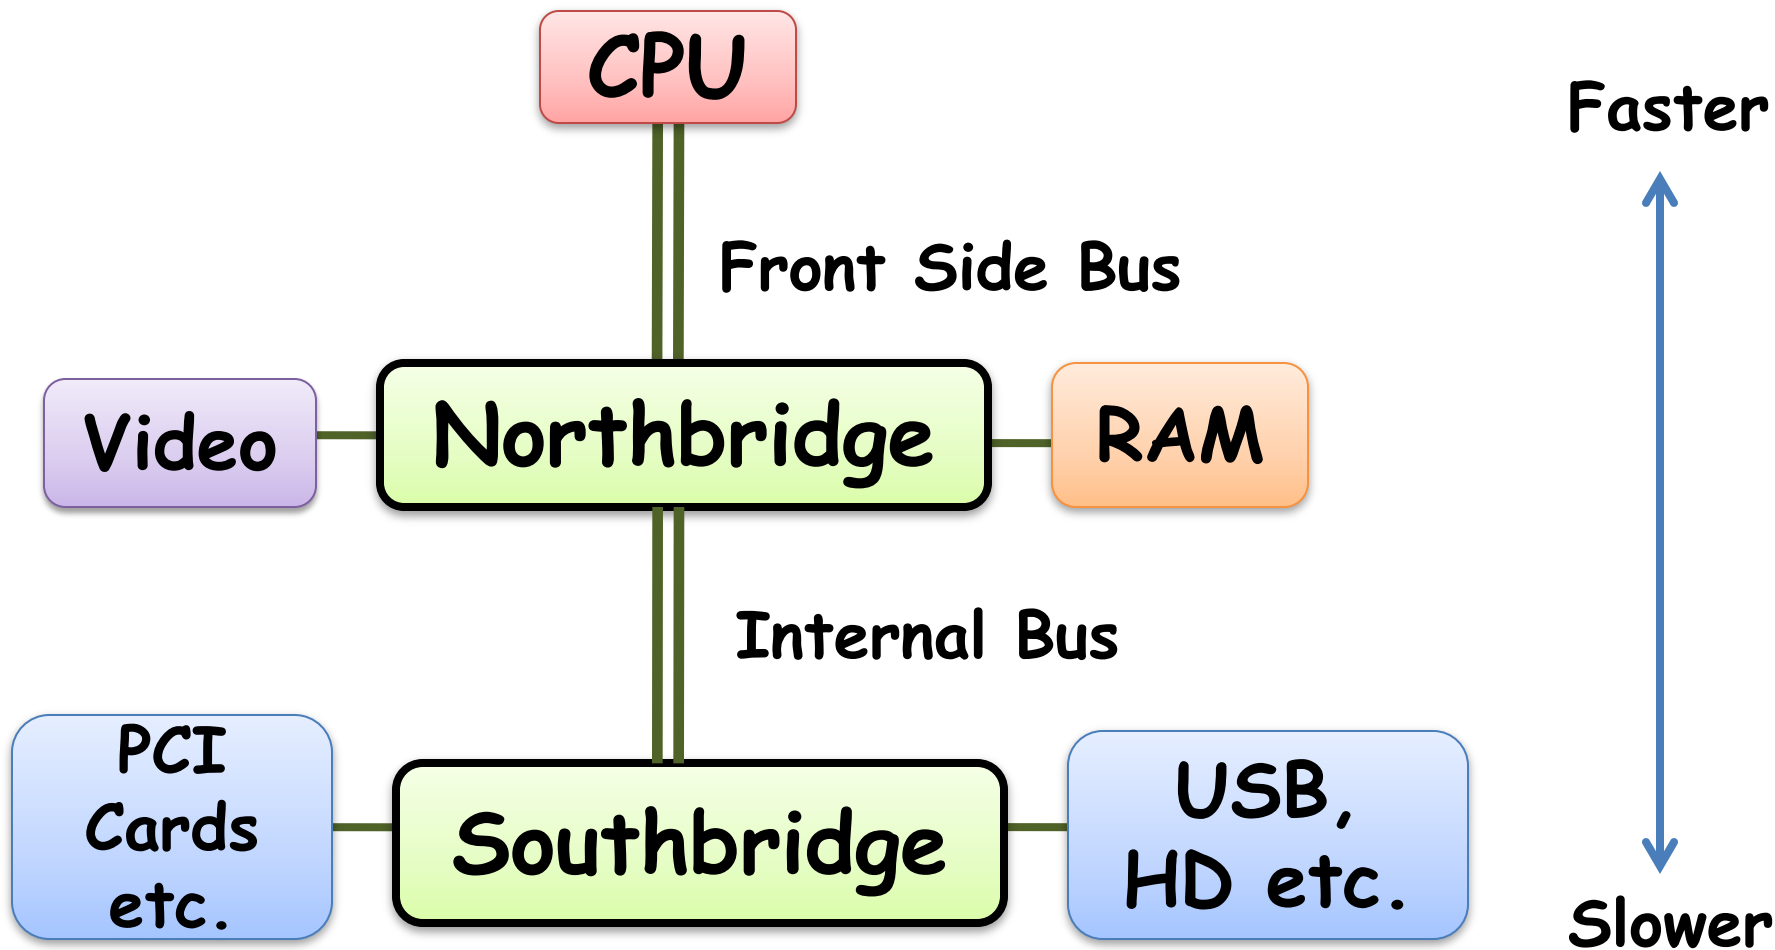 CPU
Faster
Front Side Bus
Video
Northbridge
RAM
Internal Bus
PCI
Cards
etc.
Southbridge
USB,
HD etc.
Slower